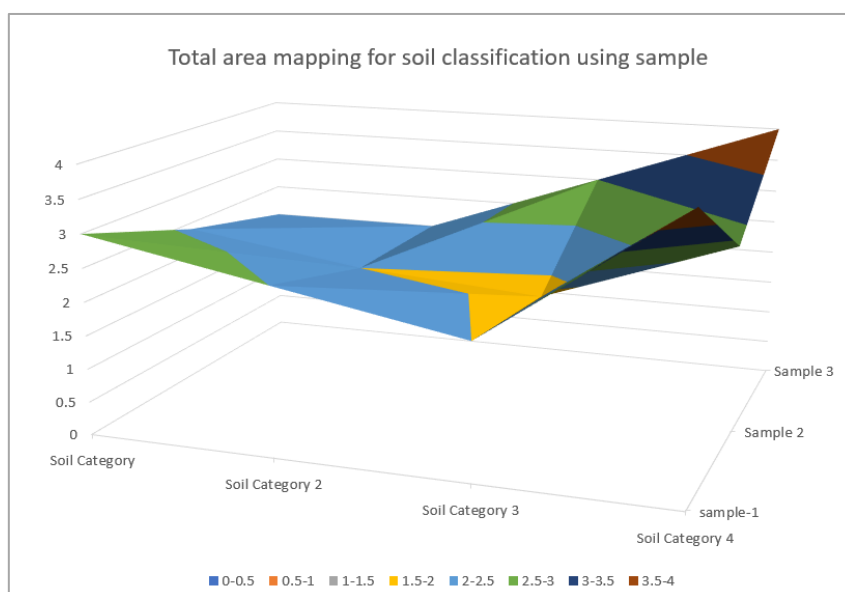 Total area mapping for soil classification using sample
4
3.5
3
2.5
2
1.5
1
0.5
0
Soil Category
Soil Category 2
Soil Category 3
Soil Category 4
sample-1
Sample 2
Sample 3
0-0.5 0.5-1 1-1.5 1.5-2 2-2.5 2.5-3 3-3.5 3.5-4